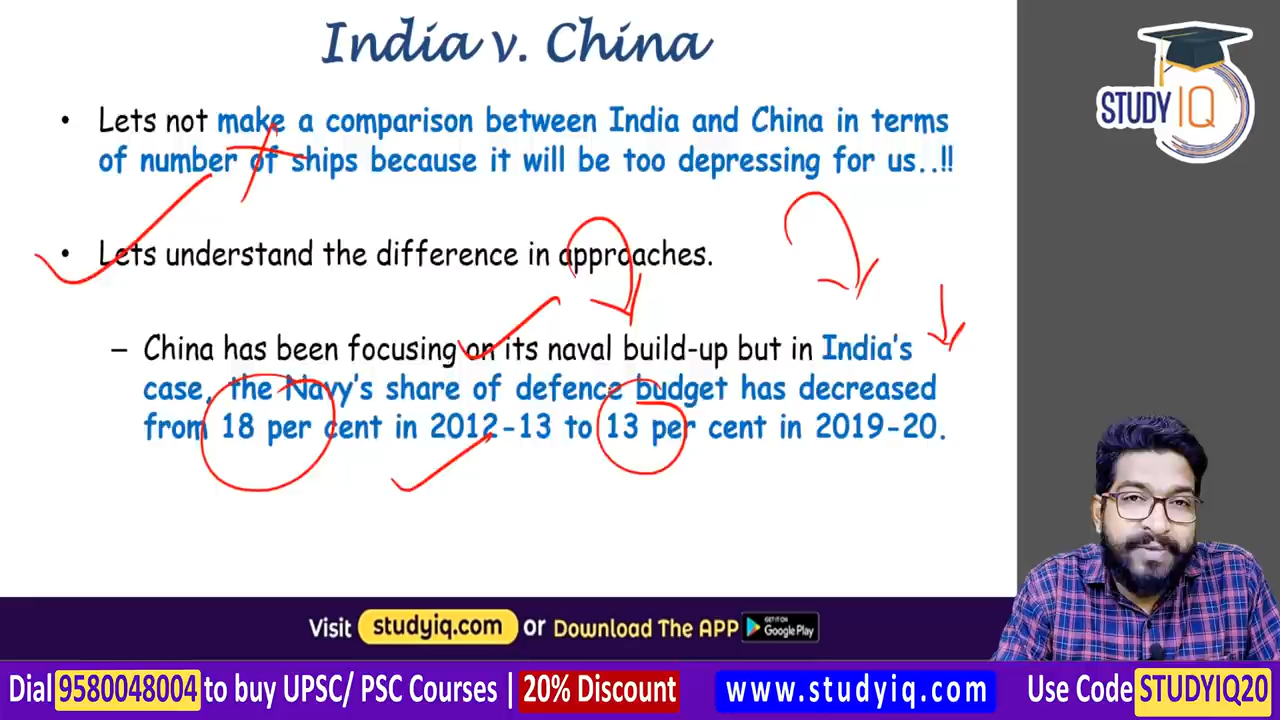 India v. China
STUDY IQ
• Lets not make a comparison between India and China in terms
of number of ships because it will be too depressing for us..!!
• Lets understand the difference in approaches.
– China has been focusing on its naval build-up but in India's
case, the Navy's share of defence budget has decreased
from 18 per cent in 2012-13 to 13 per cent in 2019-20.
Visit studyiq.com or Download The APP GET IT ON Google Play
Dial 9580048004 to buy UPSC/ PSC Courses | 20% Discount www.studyiq.com Use Code STUDYIQ20